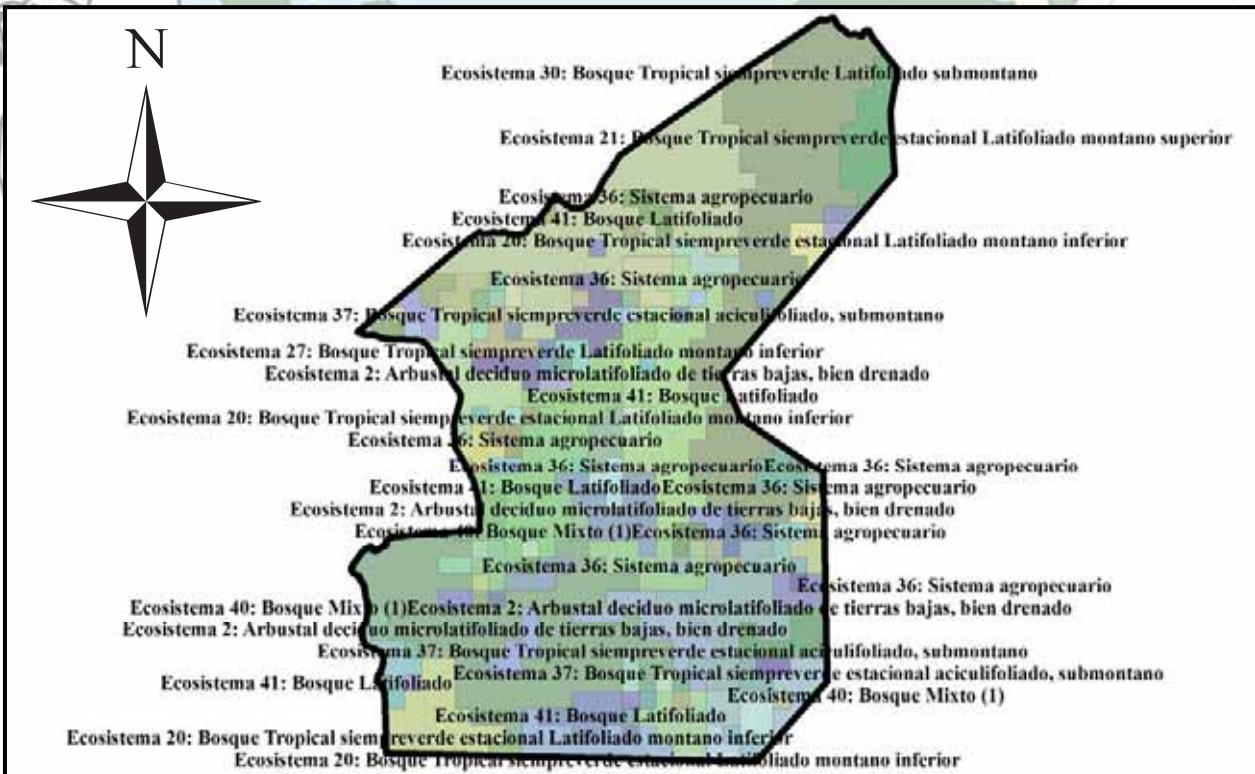 N
Ecosistema 30: Bosque Tropical siempreverde Latifoliado submontano
Ecosistema 21: Bosque Tropical siempreverde estacional Latifoliado montano superior
Ecosistema 36: Sistema agropecuario
Ecosistema 41: Bosque Latifoliado
Ecosistema 20: Bosque Tropical siempreverde estacional Latifoliado montano inferior
Ecosistema 36: Sistema agropecuario
Ecosistema 37: Bosque Tropical siempreverde estacional aciculifoliado, submontano
Ecosistema 27: Bosque Tropical siempreverde Latifoliado montano inferior
Ecosistema 2: Arbustal deciduo microlatifoliado de tierras bajas, bien drenado
Ecosistema 41: Bosque Latifoliado
Ecosistema 20: Bosque Tropical siempreverde estacional Latifoliado montano inferior
Ecosistema 36: Sistema agropecuario
Ecosistema 36: Sistema agropecuarioEcosistema 36: Sistema agropecuario
Ecosistema 41: Bosque LatifoliadoEcosistema 36: Sistema agropecuario
Ecosistema 2: Arbustal deciduo microlatifoliado de tierras bajas, bien drenado
Ecosistema 40: Bosque Mixto (1)Ecosistema 36: Sistema agropecuario
Ecosistema 36: Sistema agropecuario
Ecosistema 36: Sistema agropecuario
Ecosistema 40: Bosque Mixto (1)Ecosistema 2: Arbustal deciduo microlatifoliado de tierras bajas, bien drenado
Ecosistema 2: Arbustal deciduo microlatifoliado de tierras bajas, bien drenado
Ecosistema 37: Bosque Tropical siempreverde estacional aciculifoliado, submontano
Ecosistema 37: Bosque Tropical siempreverde estacional aciculifoliado, submontano
Ecosistema 41: Bosque Latifoliado
Ecosistema 40: Bosque Mixto (1)
Ecosistema 41: Bosque Latifoliado
Ecosistema 20: Bosque Tropical siempreverde estacional Latifoliado montano inferior
Ecosistema 20: Bosque Tropical siempreverde estacional Latifoliado montano inferior